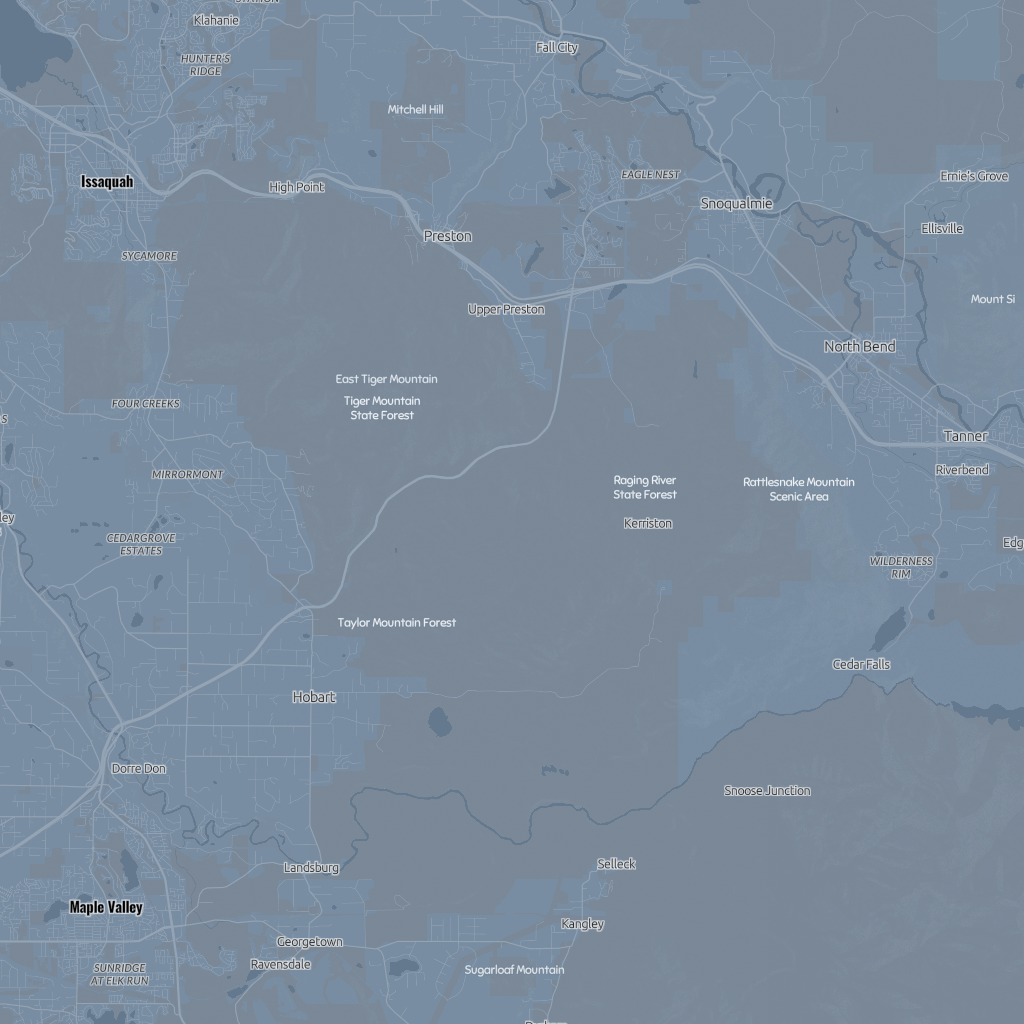 Klahanie
Fall City
HUNTER'S
RIDGE
Mitchell Hill
EAGLE NEST
Ernie's Grove
Issaquah
High Point
Snoqualmie
Ellisville
Preston
SYCAMORE
Mount Si
Upper Preston
North Bend
East Tiger Mountain
Tiger Mountain
State Forest
FOUR CREEKS
Tanner
Riverbend
MIRRORMONT
Raging River
State Forest
Rattlesnake Mountain
Scenic Area
Kerriston
ley
CEDARGROVE
ESTATES
Edg
WILDERNESS
RIM
Taylor Mountain Forest
Cedar Falls
Hobart
Dorre Don
Snoose Junction
Landsburg
Selleck
Maple Valley
Kangley
Georgetown
Ravensdale
SUNRIDGE
AT ELK RUN
Sugarloaf Mountain